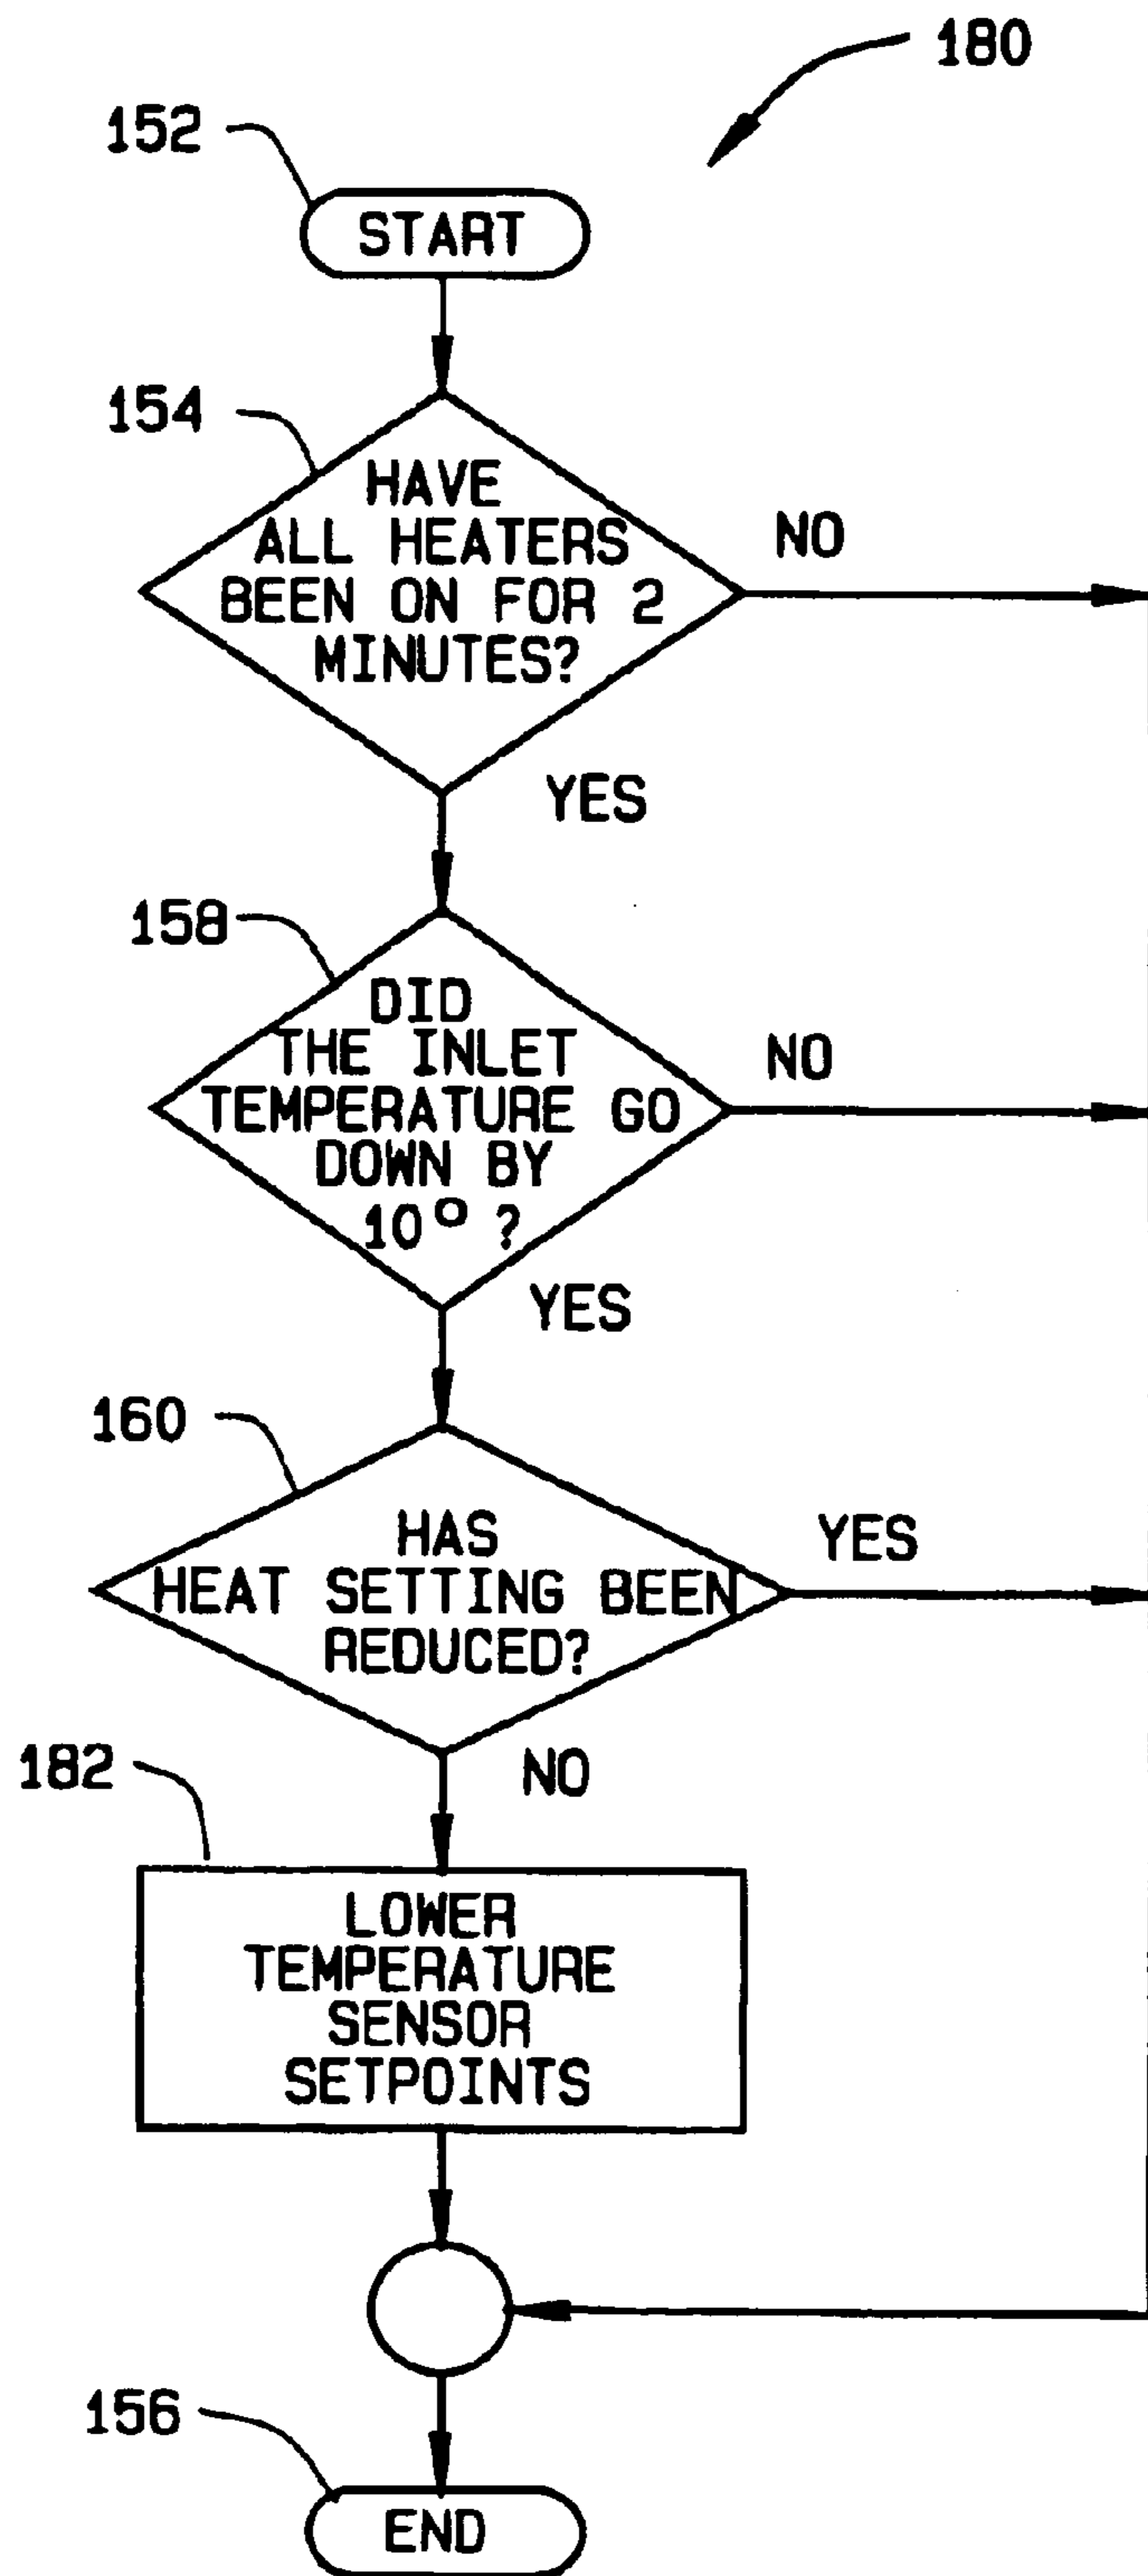 180
152
START
154
HAVE
ALL HEATERS
BEEN ON FOR 2
MINUTES?
NO
YES
158
DID
THE INLET
TEMPERATURE GO
DOWN BY
10° ?
NO
YES
160
HAS
HEAT SETTING BEEN
REDUCED?
YES
NO
182
LOWER
TEMPERATURE
SENSOR
SETPOINTS
156
END